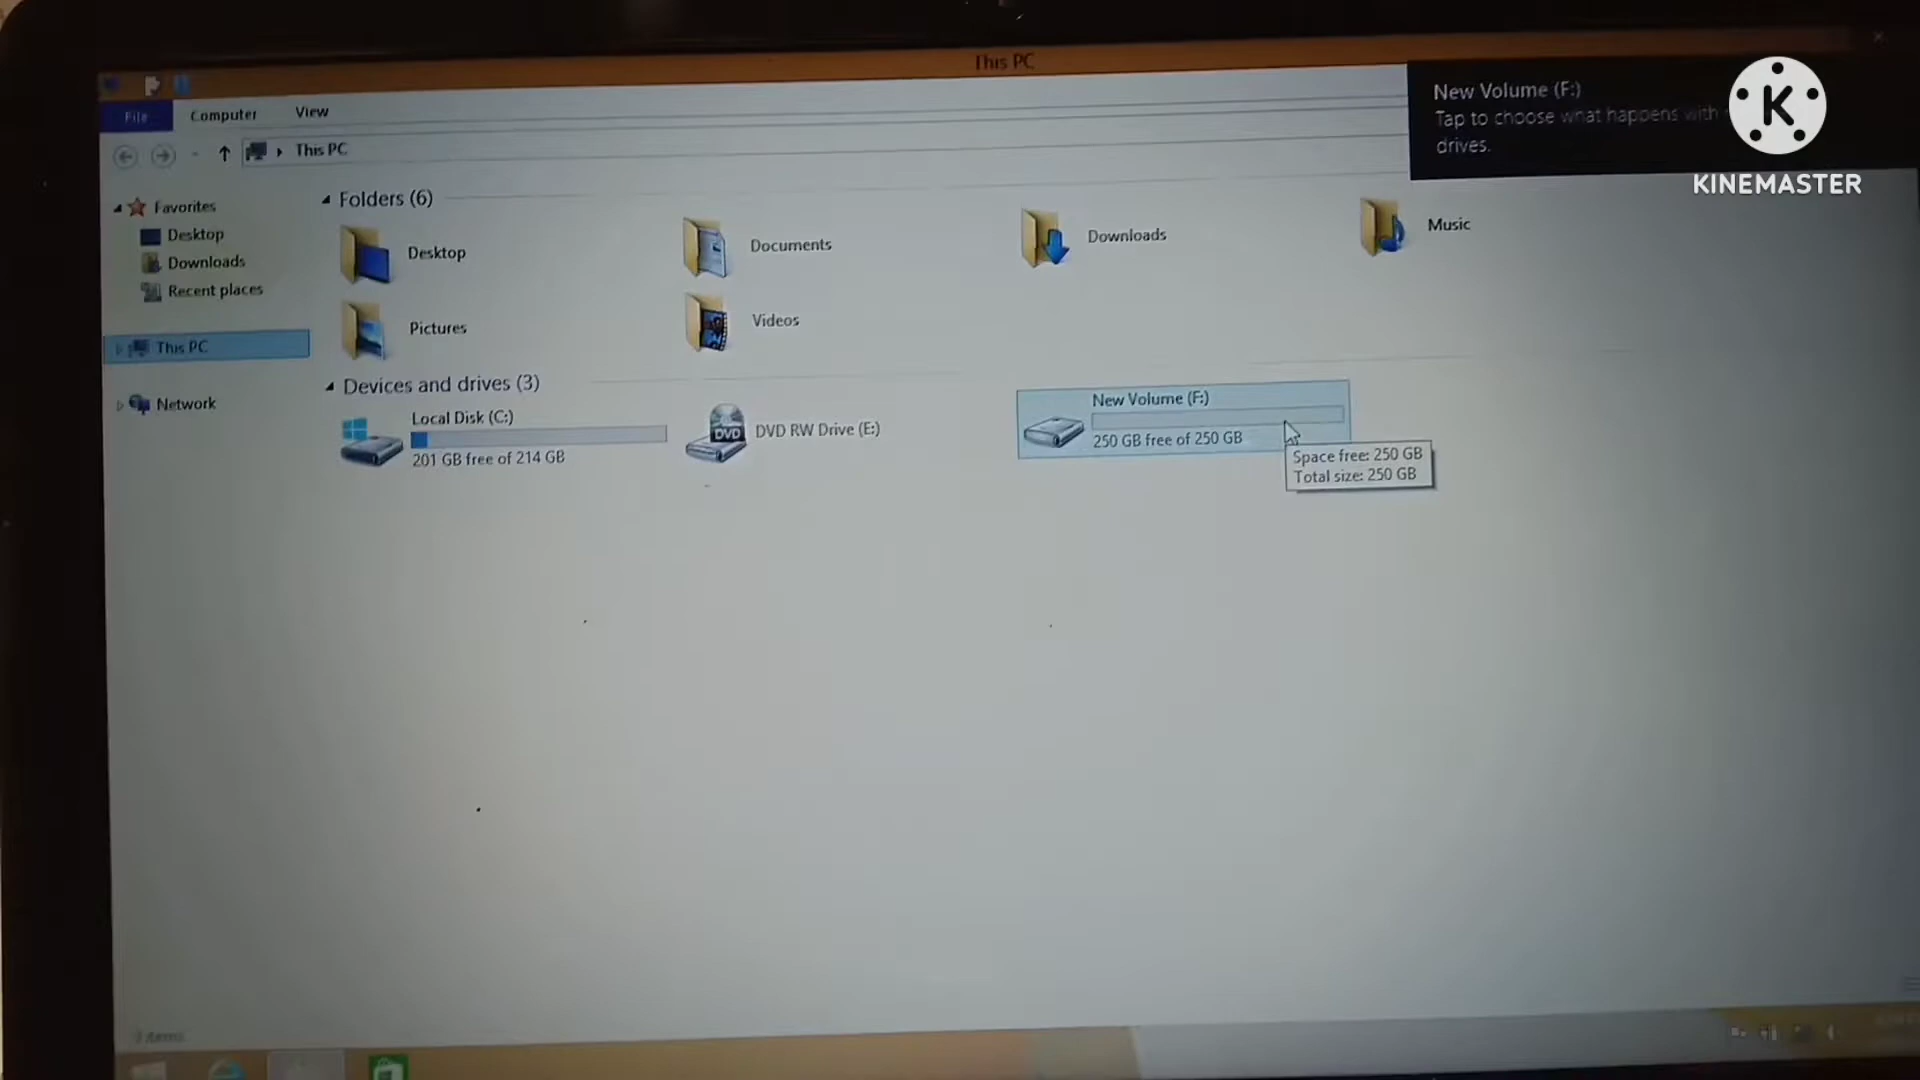 This PC
New Volume (F:)
Tap to choose what happens with
drives.
KINEMASTER
File
Computer
View
This PC
Favorites
Desktop
Downloads
Recent places
This PC
Network
Folders (6)
Desktop
Documents
Downloads
Music
Pictures
Videos
Devices and drives (3)
Local Disk (C:)
201 GB free of 214 GB
DVD
DVD RW Drive (E:)
New Volume (F:)
250 GB free of 250 GB
Space free: 250 GB
Total size: 250 GB
items